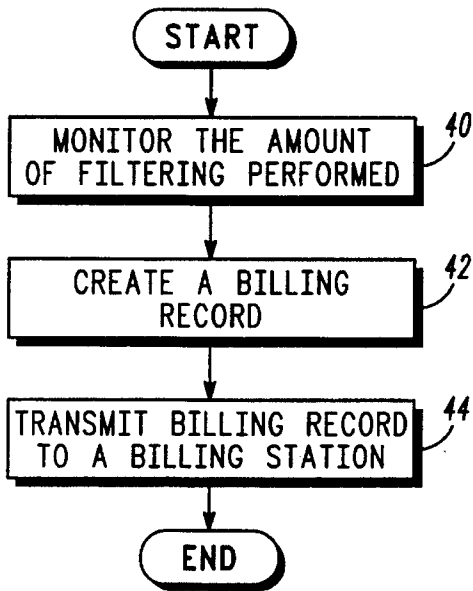 START
MONITOR THE AMOUNT
OF FILTERING PERFORMED
40
CREATE A BILLING
RECORD
42
TRANSMIT BILLING RECORD
TO A BILLING STATION
44
END